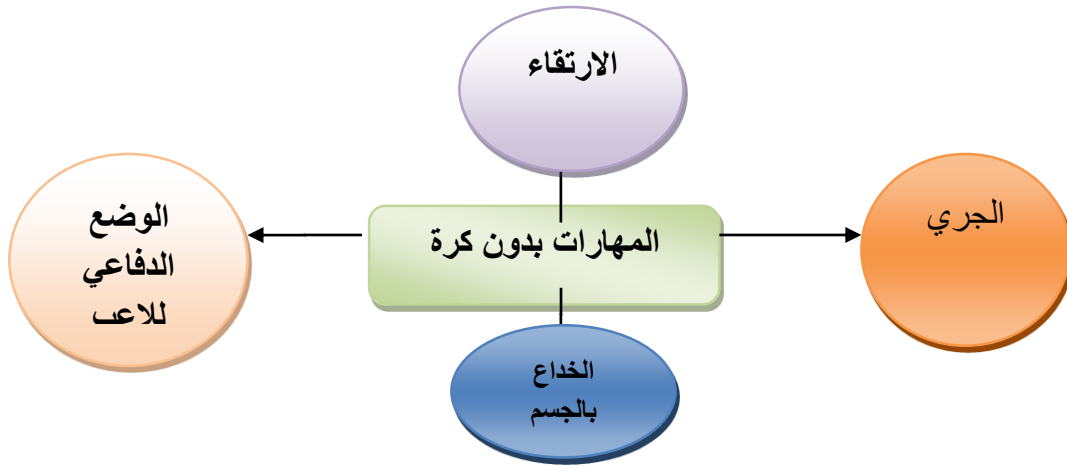 الارتقاء
الجري
المهارات بدون كرة
الوضع
الدفاعي
للاعب
الخداع
بالجسم